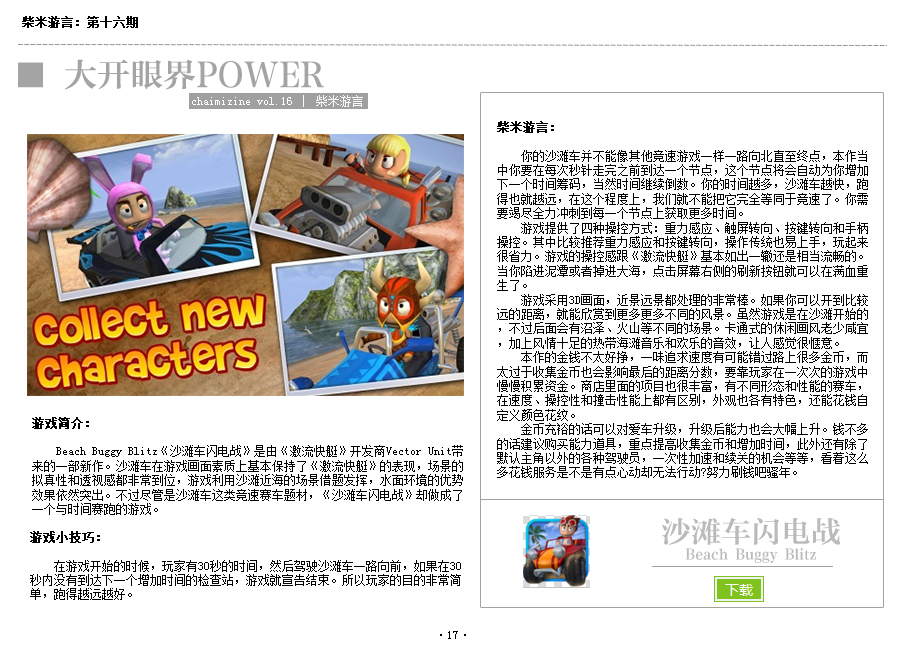 柴米游言：第十六期
大开眼界POWER
chaimizine vol.16 | 柴米游言
collect new
characters
游戏简介：
Beach Buggy Blitz《沙滩车闪电战》是由《激流快艇》开发商Vector Unit带
来的一部新作。沙滩车在游戏画面素质上基本保持了《激流快艇》的表现，场景的
拟真性和透视感都非常到位，游戏利用沙滩近海的场景借题发挥，水面环境的优势
效果依然突出。不过尽管是沙滩车这类竞速赛车题材，《沙滩车闪电战》却做成了
一个与时间赛跑的游戏。
游戏小技巧：
在游戏开始的时候，玩家有30秒的时间，然后驾驶沙滩车一路向前，如果在30
秒内没有到达下一个增加时间的检查站，游戏就宣告结束。所以玩家的目的非常简
单，跑得越远越好。
柴米游言：
你的沙滩车并不能像其他竞速游戏一样一路向北直至终点，本作当
中你要在每次秒针走完之前到达一个节点，这个节点将会自动为你增加
下一个时间筹码，当然时间继续倒数。你的时间越多，沙滩车越快，跑
得也就越远，在这个程度上，我们就不能把它完全等同于竞速了。你需
要竭尽全力冲刺到每一个节点上获取更多时间。
游戏提供了四种操控方式：重力感应、触屏转向、按键转向和手柄
操控。其中比较推荐重力感应和按键转向，操作传统也易上手，玩起来
很省力。游戏的操控感跟《激流快艇》基本如出一辙还是相当流畅的。
当你陷进泥潭或者掉进大海，点击屏幕右侧的刷新按钮就可以在满血重
生了。
游戏采用3D画面，近景远景都处理的非常棒。如果你可以开到比较
远的距离，就能欣赏到更多更多不同的风景。虽然游戏是在沙滩开始的
，不过后面会有沼泽、火山等不同的场景。卡通式的休闲画风老少咸宜
，加上风情十足的热带海滩音乐和欢乐的音效，让人感觉很惬意。
本作的金钱不太好挣，一味追求速度有可能错过路上很多金币，而
太过于收集金币也会影响最后的距离分数，要靠玩家在一次次的游戏中
慢慢积累资金。商店里面的项目也很丰富，有不同形态和性能的赛车，
在速度、操控性和撞击性能上都有区别，外观也各有特色，还能花钱自
定义颜色花纹。
金币充裕的话可以对爱车升级，升级后能力也会大幅上升。钱不多
的话建议购买能力道具，重点提高收集金币和增加时间，此外还有除了
默认主角以外的各种驾驶员，一次性加速和续关的机会等等，看着这么
多花钱服务是不是有点心动却无法行动?努力刷钱吧骚年。
沙滩车闪电战
Beach Buggy Blitz
下载
·17·